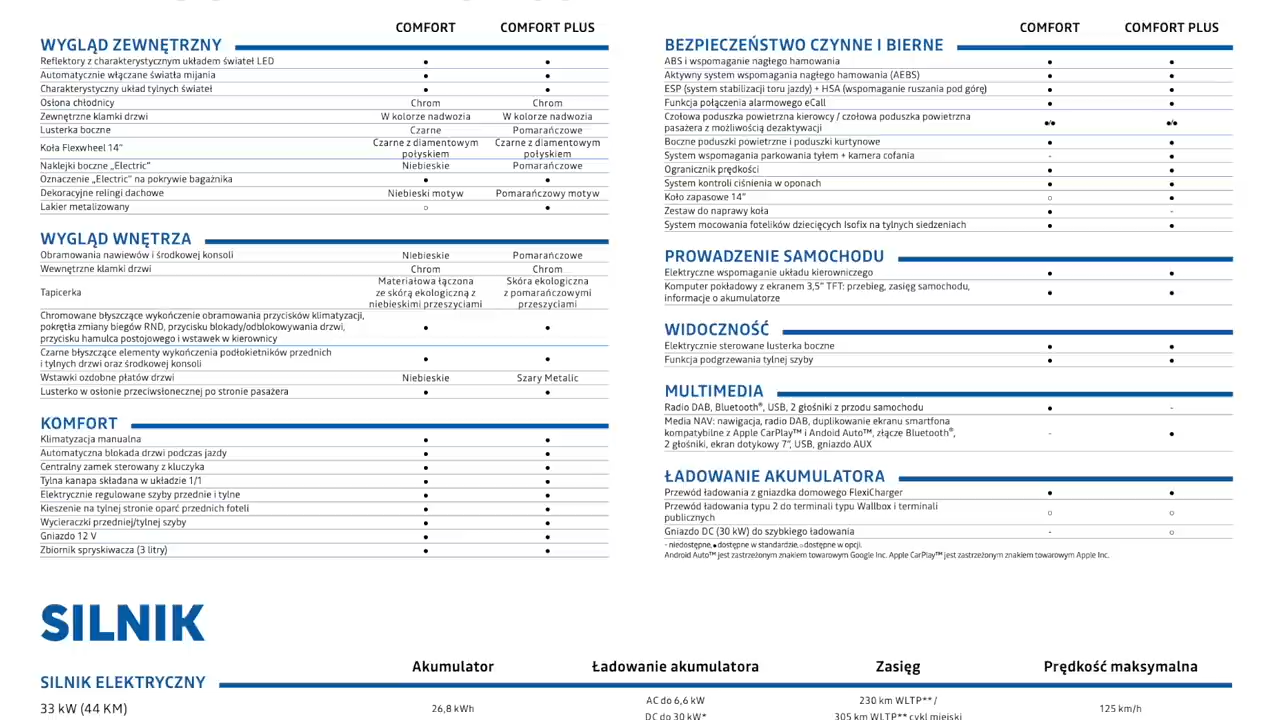 COMFORT COMFORT PLUS
WYGLĄD ZEWNĘTRZNY
Reflektory z charakterystycznym układem świateł LED ● ●
Automatycznie włączane światła mijania ● ●
Charakterystyczny układ tylnych świateł ● ●
Osłona chłodnicy Chrom Chrom
Zewnętrzne klamki drzwi W kolorze nadwozia W kolorze nadwozia
Lusterka boczne Czarne Pomarańczowe
Koła Flexwheel 14" Czarne z diamentowym połyskiem Czarne z diamentowym połyskiem
Naklejki boczne „Electric” Niebieskie Pomarańczowe
Oznaczenie „Electric” na pokrywie bagażnika ● ●
Dekoracyjne relingi dachowe Niebieski motyw Pomarańczowy motyw
Lakier metalizowany ○ ●
WYGLĄD WNĘTRZA
Obramowania nawiewów i środkowej konsoli Niebieskie Pomarańczowe
Wewnętrzne klamki drzwi Chrom Chrom
Tapicerka Materiałowa łączona ze skórą ekologiczną z niebieskimi przeszyciami Skóra ekologiczna z pomarańczowymi przeszyciami
Chromowane błyszczące wykończenie obramowania przycisków klimatyzacji,
pokrętła zmiany biegów RND, przycisku blokady/odblokowywania drzwi, ● ●
przycisku hamulca postojowego i wstawek w kierownicy
Czarne błyszczące elementy wykończenia podłokietników przednich
i tylnych drzwi oraz środkowej konsoli ● ●
Wstawki ozdobne płatów drzwi Niebieskie Szary Metalic
Lusterko w osłonie przeciwsłonecznej po stronie pasażera ● ●
KOMFORT
Klimatyzacja manualna ● ●
Automatyczna blokada drzwi podczas jazdy ● ●
Centralny zamek sterowany z kluczyka ● ●
Tylna kanapa składana w układzie 1/1 ● ●
Elektrycznie regulowane szyby przednie i tylne ● ●
Kieszenie na tylnej stronie oparć przednich foteli ● ●
Wycieraczki przedniej/tylnej szyby ● ●
Gniazdo 12 V ● ●
Zbiornik spryskiwacza (3 litry) ● ●
COMFORT COMFORT PLUS
BEZPIECZEŃSTWO CZYNNE I BIERNE
ABS i wspomaganie nagłego hamowania ● ●
Aktywny system wspomagania nagłego hamowania (AEBS) ● ●
ESP (system stabilizacji toru jazdy) + HSA (wspomaganie ruszania pod górę) ● ●
Funkcja połączenia alarmowego eCall ● ●
Czołowa poduszka powietrzna kierowcy / czołowa poduszka powietrzna
pasażera z możliwością dezaktywacji ●/● ●/●
Boczne poduszki powietrzne i poduszki kurtynowe ● ●
System wspomagania parkowania tyłem + kamera cofania - ●
Ogranicznik prędkości ● ●
System kontroli ciśnienia w oponach ● ●
Koło zapasowe 14" ○ ●
Zestaw do naprawy koła ● -
System mocowania fotelików dziecięcych Isofix na tylnych siedzeniach ● ●
PROWADZENIE SAMOCHODU
Elektryczne wspomaganie układu kierowniczego ● ●
Komputer pokładowy z ekranem 3,5” TFT: przebieg, zasięg samochodu,
informacje o akumulatorze ● ●
WIDOCZNOŚĆ
Elektrycznie sterowane lusterka boczne ● ●
Funkcja podgrzewania tylnej szyby ● ●
MULTIMEDIA
Radio DAB, Bluetooth®, USB, 2 głośniki z przodu samochodu ● -
Media NAV: nawigacja, radio DAB, duplikowanie ekranu smartfona
kompatybilne z Apple CarPlay™ i Andoid Auto™, złącze Bluetooth®, - ●
2 głośniki, ekran dotykowy 7”, USB, gniazdo AUX
ŁADOWANIE AKUMULATORA
Przewód ładowania z gniazdka domowego FlexiCharger ● ●
Przewód ładowania typu 2 do terminali typu Wallbox i terminali
publicznych ○ ○
Gniazdo DC (30 kW) do szybkiego ładowania - ○
- niedostępne, ● dostępne w standardzie, ○ dostępne w opcji.
Android Auto™ jest zastrzeżonym znakiem towarowym Google Inc. Apple CarPlay™ jest zastrzeżonym znakiem towarowym Apple Inc.
SILNIK
Akumulator Ładowanie akumulatora Zasięg Prędkość maksymalna
SILNIK ELEKTRYCZNY
33 kW (44 KM) 26,8 kWh AC do 6,6 kW 230 km WLTP** / 125 km/h
DC do 30 kW* 305 km WLTP** cykl miejski